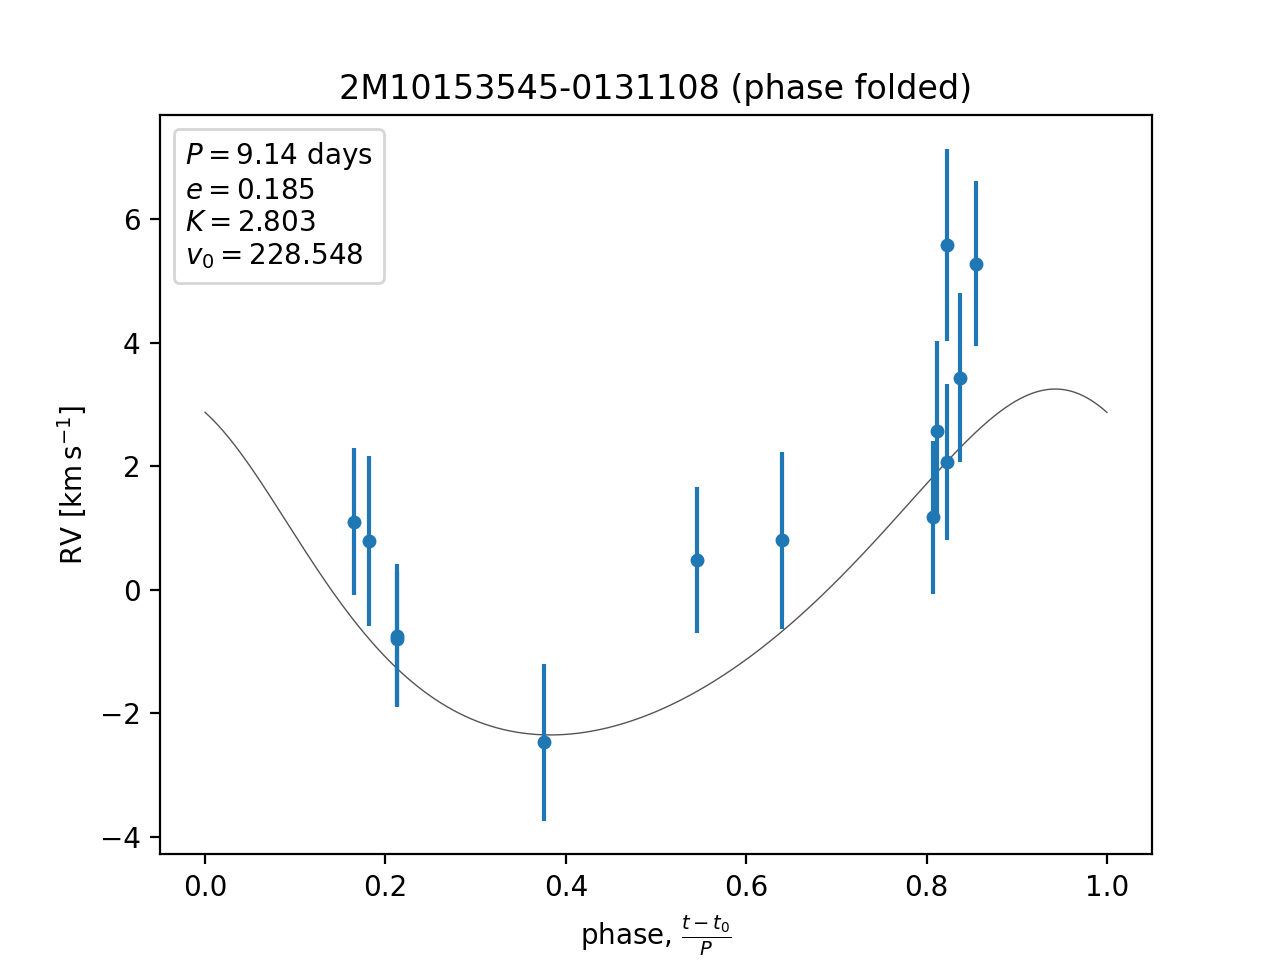 2M10153545-0131108 (phase folded)
P = 9.14 days
e = 0.185
K = 2.803
v₀ = 228.548
RV [km s⁻¹]
6
4
2
0
−2
−4
0.0 0.2 0.4 0.6 0.8 1.0
phase, (t − t₀)/P